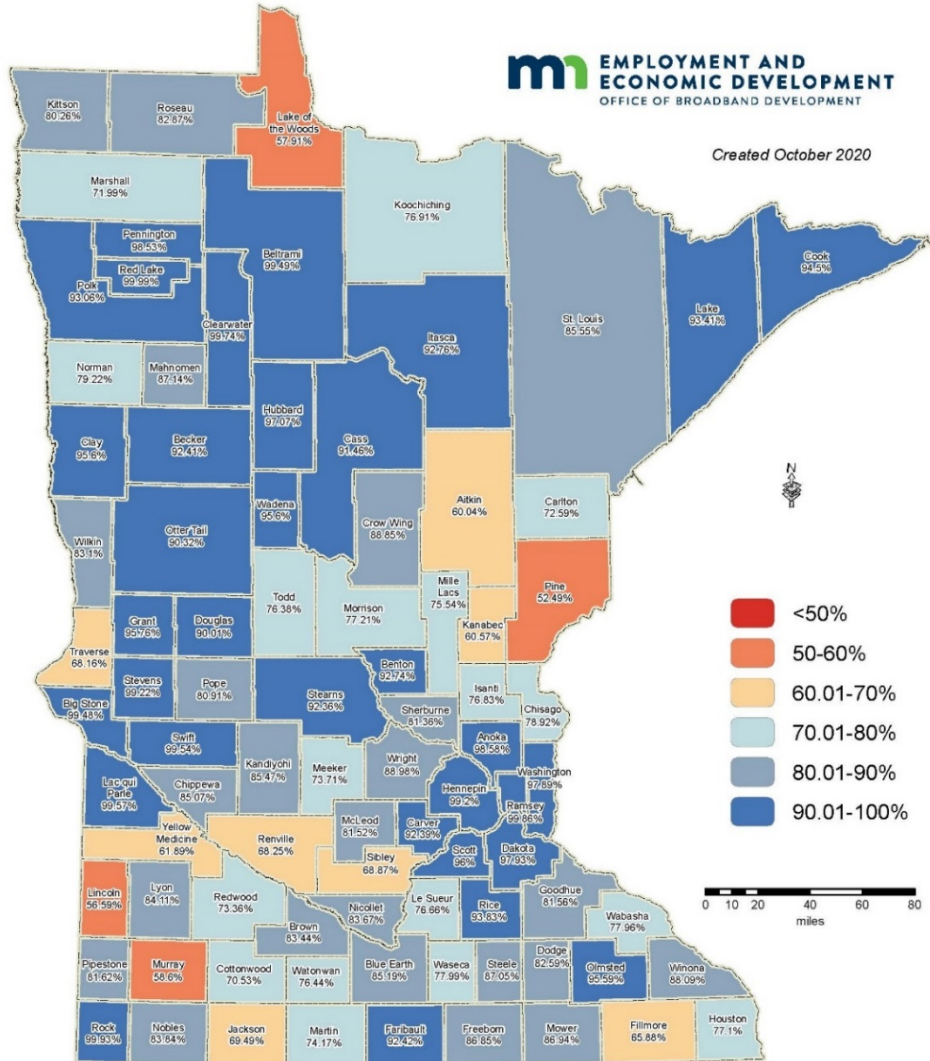 mn EMPLOYMENT AND
ECONOMIC DEVELOPMENT
OFFICE OF BROADBAND DEVELOPMENT
Created October 2020
Kittson
80.26%
Roseau
82.87%
Lake of
the Woods
57.91%
Marshall
71.99%
Koochiching
76.91%
Pennington
98.53%
Red Lake
99.99%
Polk
93.06%
Beltrami
99.49%
Clearwater
99.74%
Itasca
92.76%
St. Louis
85.55%
Lake
93.41%
Cook
94.5%
Norman
79.22%
Mahnomen
87.14%
Hubbard
97.07%
Cass
91.46%
Clay
95.6%
Becker
92.41%
Wadena
95.6%
Crow Wing
88.85%
Aitkin
60.04%
Carlton
72.59%
N
Wilkin
83.1%
Otter Tail
90.32%
Todd
76.38%
Morrison
77.21%
Mille
Lacs
75.54%
Kanabec
60.57%
Pine
52.49%
Grant
95.76%
Douglas
90.01%
Traverse
68.16%
Stevens
99.22%
Pope
80.91%
Stearns
92.36%
Benton
92.74%
Isanti
76.83%
Chisago
78.92%
Big Stone
99.48%
Sherburne
81.36%
Swift
99.54%
Kandiyohi
85.47%
Meeker
73.71%
Wright
88.98%
Anoka
98.58%
Washington
97.89%
Hennepin
99.2%
Ramsey
99.86%
Lac qui
Parle
99.57%
Chippewa
85.07%
Yellow
Medicine
61.89%
Renville
68.25%
McLeod
81.52%
Carver
92.39%
Scott
96%
Dakota
97.93%
Sibley
68.87%
Lincoln
56.59%
Lyon
84.11%
Redwood
73.36%
Brown
83.44%
Nicollet
83.67%
Le Sueur
76.66%
Rice
93.83%
Goodhue
81.56%
Wabasha
77.96%
Pipestone
81.62%
Murray
58.6%
Cottonwood
70.53%
Watonwan
76.44%
Blue Earth
85.19%
Waseca
77.99%
Steele
87.05%
Dodge
82.59%
Olmsted
95.59%
Winona
88.09%
Rock
99.93%
Nobles
83.84%
Jackson
69.49%
Martin
74.17%
Faribault
92.42%
Freeborn
86.85%
Mower
86.94%
Fillmore
65.88%
Houston
77.1%
<50%
50-60%
60.01-70%
70.01-80%
80.01-90%
90.01-100%
0 10 20 40 60 80
miles